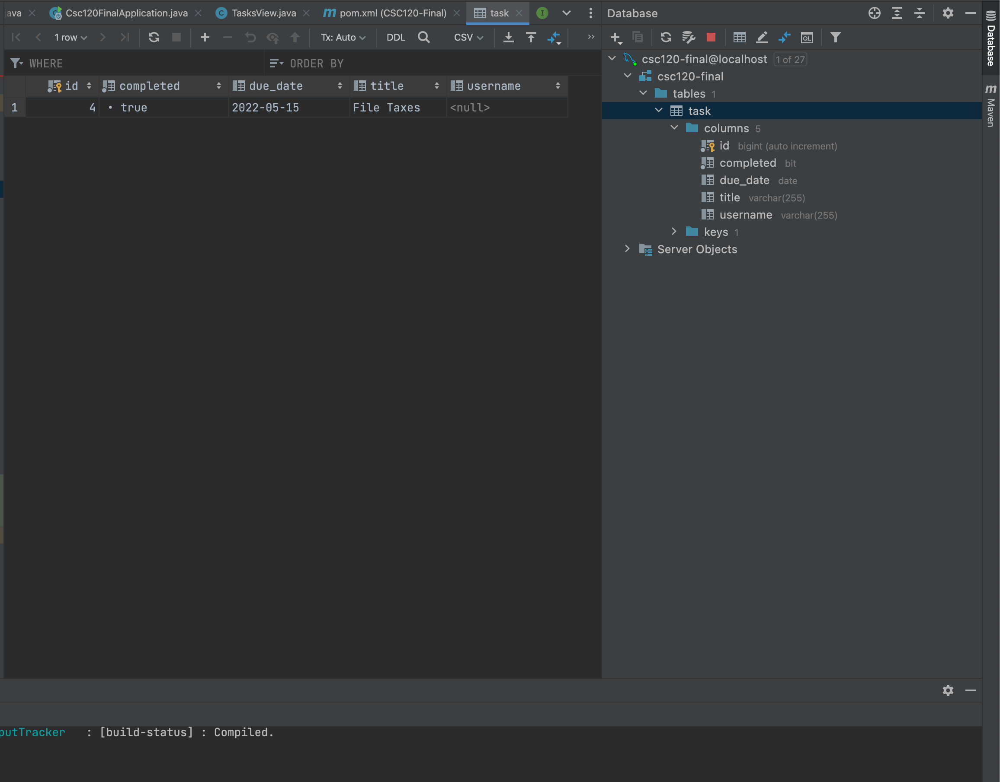 java Csc120FinalApplication.java TasksView.java pom.xml (CSC120-Final) task
1 row Tx: Auto DDL CSV
WHERE ORDER BY
id completed due_date title username
1 4 true 2022-05-15 File Taxes <null>
Database
csc120-final@localhost 1 of 27
csc120-final
tables 1
task
columns 5
id bigint (auto increment)
completed bit
due_date date
title varchar(255)
username varchar(255)
keys 1
Server Objects
Database
Maven
putTracker : [build-status] : Compiled.